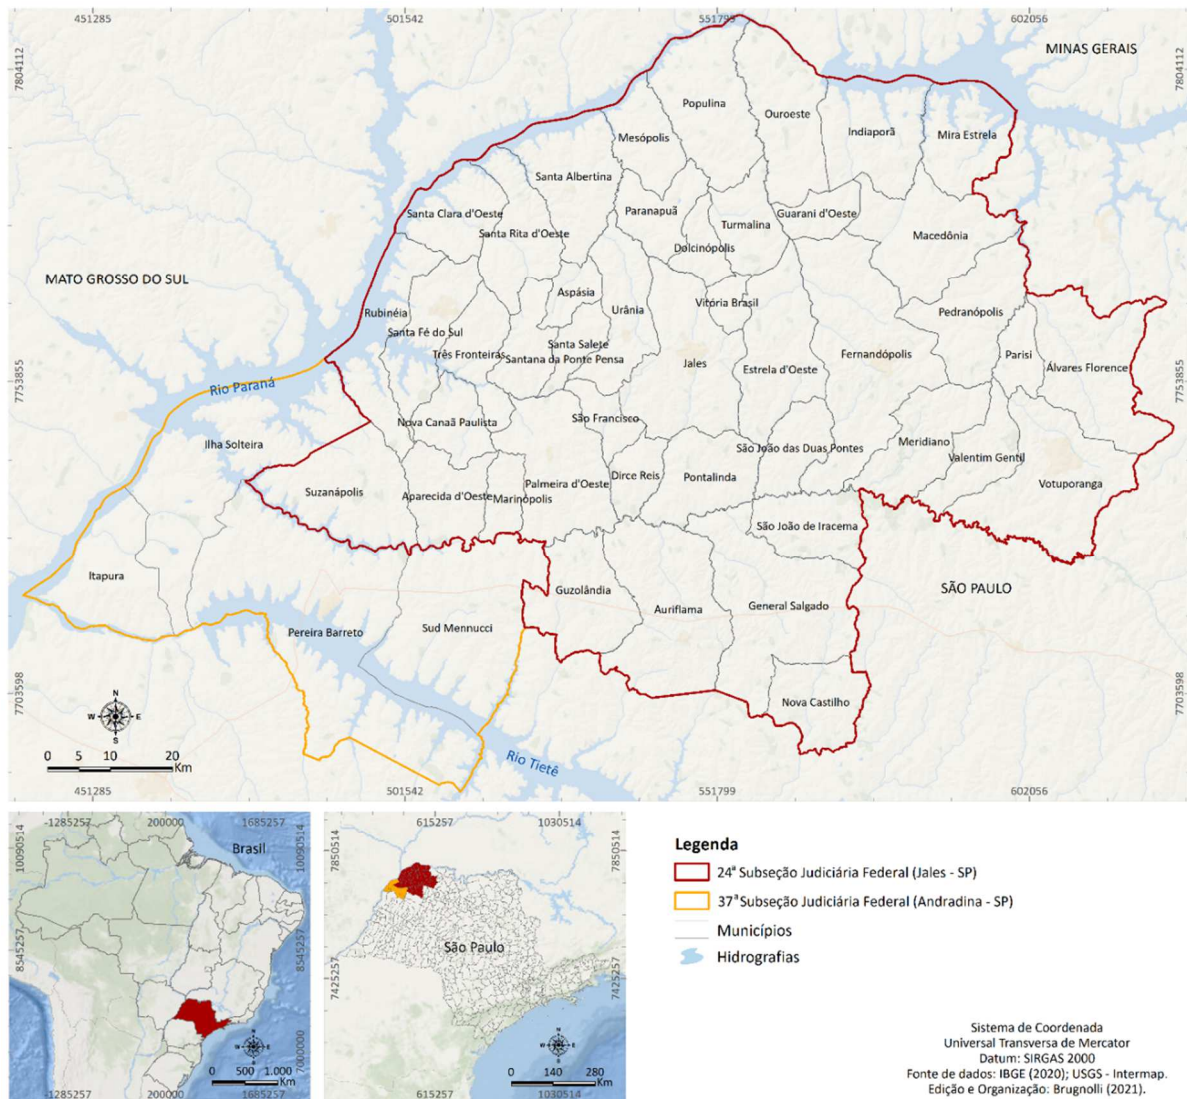 451285
501542
551799
602056
7804112
7804112
MINAS GERAIS
Populina
Ouroeste
Mesópolis
Indiaporã
Mira Estrela
Santa Albertina
Santa Clara d'Oeste
Paranapuã
Guarani d'Oeste
Turmalina
Santa Rita d'Oeste
Macedônia
Dolcinópolis
MATO GROSSO DO SUL
Aspásia
Vitória Brasil
Rubinéia
Urânia
Pedranópolis
Santa Fé do Sul
Santa Salete
Três Fronteiras
Santana da Ponte Pensa
Jales
Fernandópolis
Parisi
Estrela d'Oeste
Álvares Florence
7753855
7753855
Rio Paraná
Nova Canaã Paulista
São Francisco
Ilha Solteira
Meridiano
São João das Duas Pontes
Valentim Gentil
Dirce Reis
Pontalinda
Suzanápolis
Aparecida d'Oeste
Palmeira d'Oeste
Votuporanga
Marinópolis
São João de Iracema
Itapura
Guzolândia
SÃO PAULO
Auriflama
General Salgado
Pereira Barreto
Sud Mennucci
7703598
7703598
Nova Castilho
N
W
E
S
Rio Tietê
0 5 10 20
Km
451285
501542
551799
602056
-1285257
200000
1685257
Brasil
10090514
8545257
7000000
N
W
E
S
0 500 1.000
Km
-1285257
200000
1685257
615257
1030514
7850514
São Paulo
7425257
N
W
E
S
0 140 280
Km
615257
1030514
Legenda
24ª Subseção Judiciária Federal (Jales - SP)
37ª Subseção Judiciária Federal (Andradina - SP)
Municípios
Hidrografias
Sistema de Coordenada
Universal Transversa de Mercator
Datum: SIRGAS 2000
Fonte de dados: IBGE (2020); USGS - Intermap.
Edição e Organização: Brugnolli (2021).